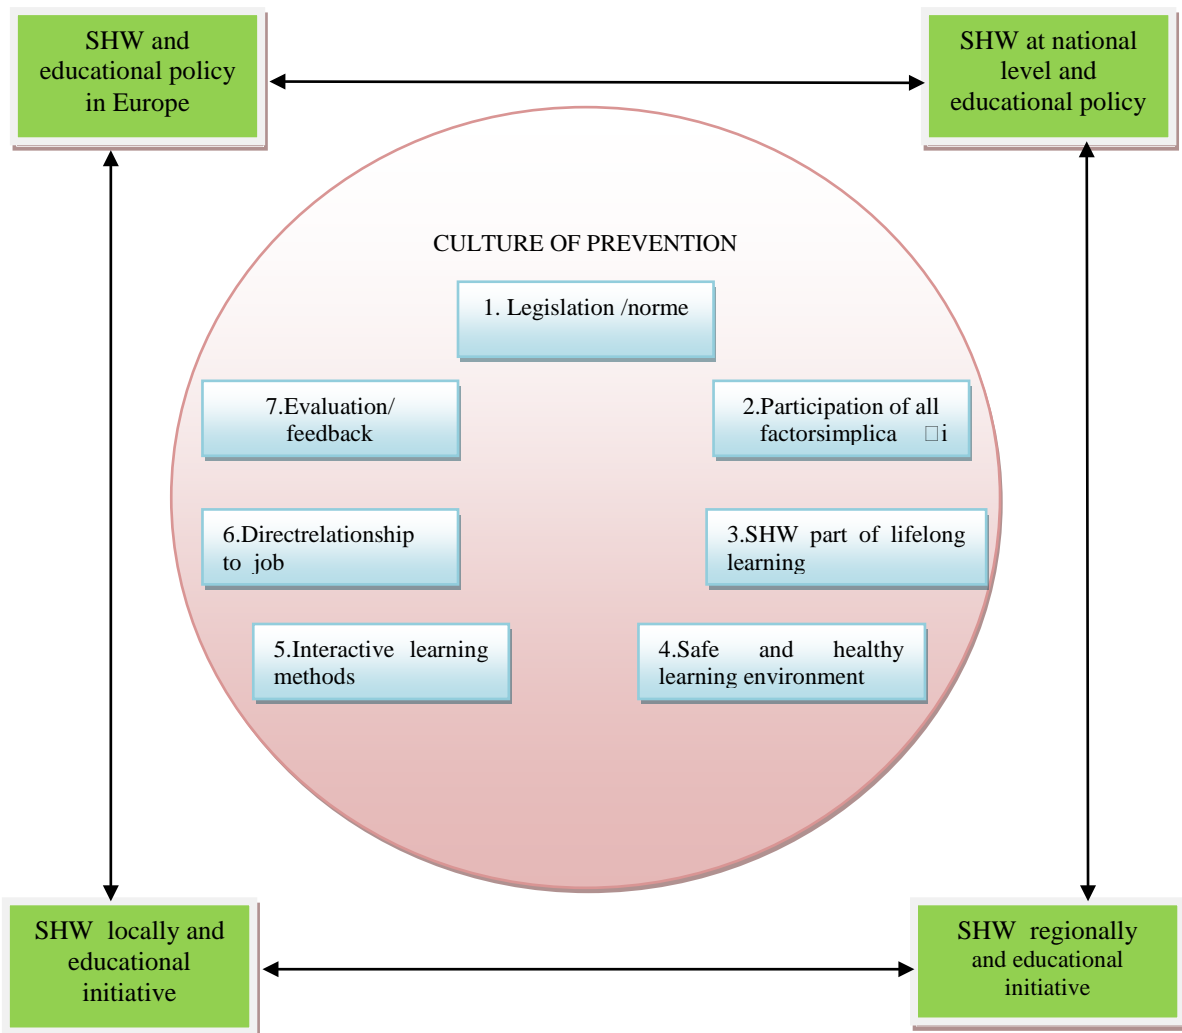 SHW and
educational policy
in Europe
SHW at national
level and
educational policy
CULTURE OF PREVENTION
1. Legislation /norme
7.Evaluation/
feedback
2.Participation of all
factorsimplica □i
6.Directrelationship
to job
3.SHW part of lifelong
learning
5.Interactive learning
methods
4.Safe and healthy
learning environment
SHW locally and
educational
initiative
SHW regionally
and educational
initiative